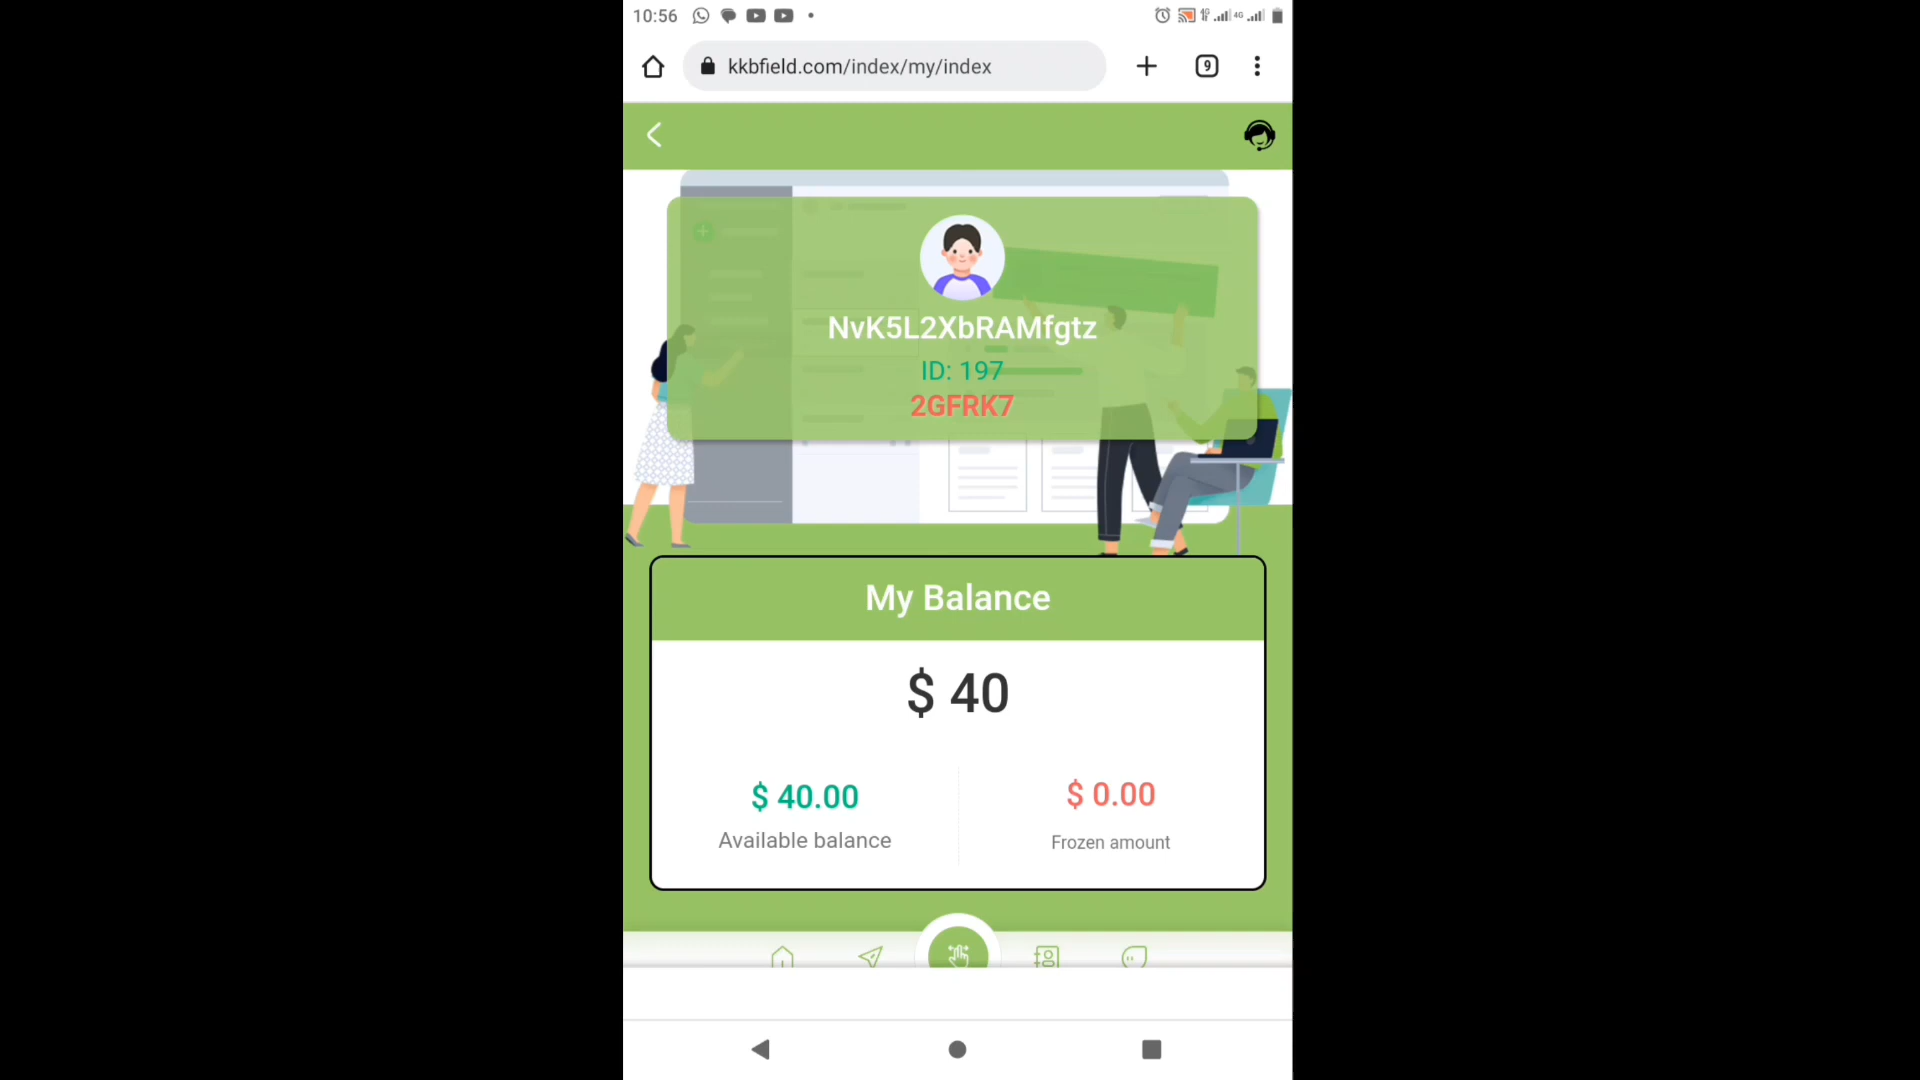 10:56
4G
kkbfield.com/index/my/index
9
NvK5L2XbRAMfgtz
ID: 197
2GFRK7
My Balance
$ 40
$ 40.00
$ 0.00
Available balance
Frozen amount